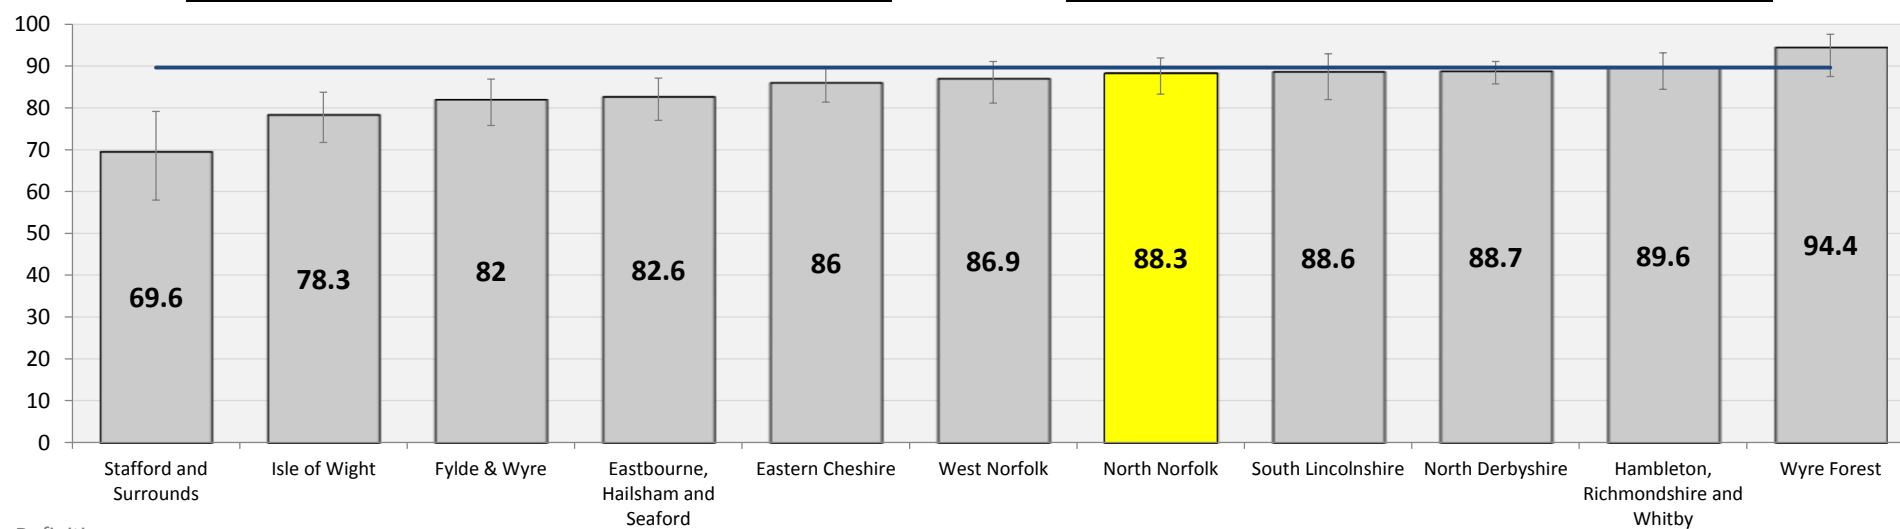 100
90
80
70
60
50
40
30
20
10
0
69.6
78.3
82
82.6
86
86.9
88.3
88.6
88.7
89.6
94.4
Stafford and
Surrounds
Isle of Wight
Fylde & Wyre
Eastbourne,
Hailsham and
Seaford
Eastern Cheshire
West Norfolk
North Norfolk
South Lincolnshire
North Derbyshire
Hambleton,
Richmondshire and
Whitby
Wyre Forest